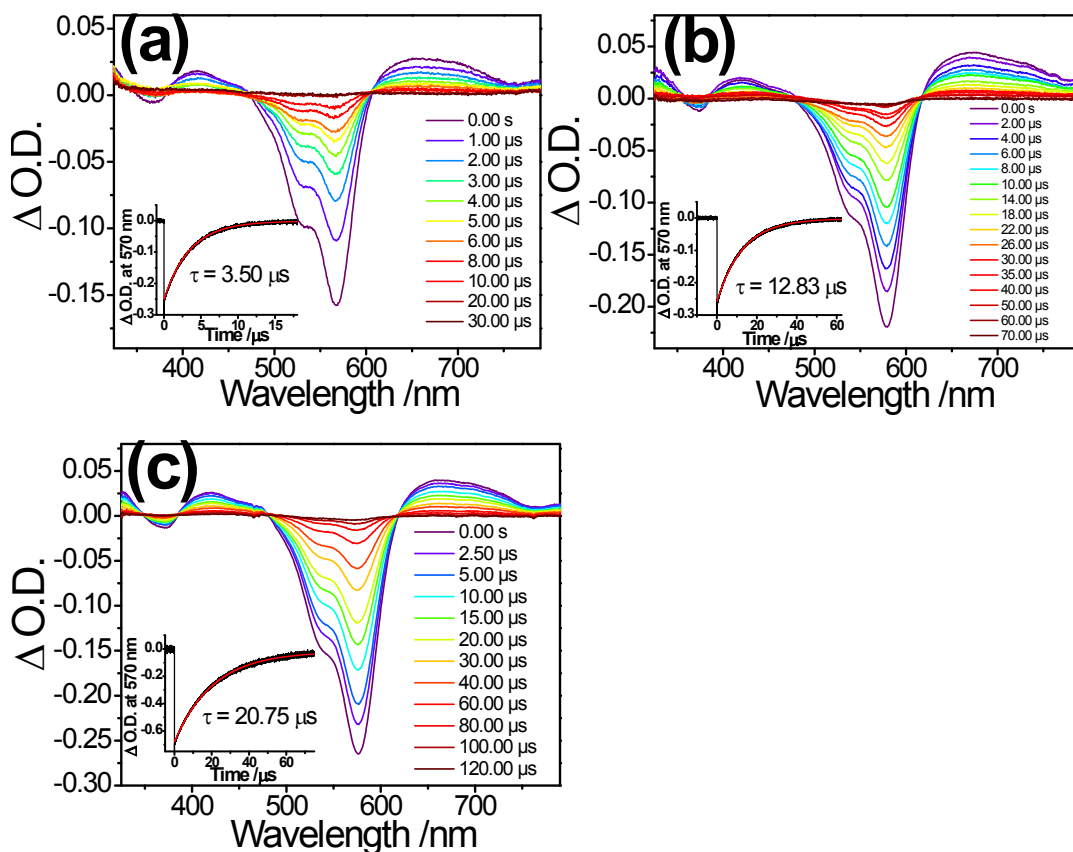 (a)
0.05
0.00
-0.05
-0.10
-0.15
Δ O.D.
400 500 600 700
Wavelength /nm
0.00 s
1.00 µs
2.00 µs
3.00 µs
4.00 µs
5.00 µs
6.00 µs
8.00 µs
10.00 µs
20.00 µs
30.00 µs
Δ O.D. at 570 nm
0.0
-0.1
-0.2
-0.3
τ = 3.50 µs
0 5 10 15
Time /µs
(b)
0.05
0.00
-0.05
-0.10
-0.15
-0.20
Δ O.D.
400 500 600 700
Wavelength /nm
0.00 s
2.00 µs
4.00 µs
6.00 µs
8.00 µs
10.00 µs
14.00 µs
18.00 µs
22.00 µs
26.00 µs
30.00 µs
35.00 µs
40.00 µs
50.00 µs
60.00 µs
70.00 µs
Δ O.D. at 570 nm
0.0
-0.1
-0.2
-0.3
τ = 12.83 µs
0 20 40 60
Time /µs
(c)
0.05
0.00
-0.05
-0.10
-0.15
-0.20
-0.25
-0.30
Δ O.D.
400 500 600 700
Wavelength /nm
0.00 s
2.50 µs
5.00 µs
10.00 µs
15.00 µs
20.00 µs
30.00 µs
40.00 µs
60.00 µs
80.00 µs
100.00 µs
120.00 µs
Δ O.D. at 570 nm
0.0
-0.2
-0.4
-0.6
τ = 20.75 µs
0 20 40 60
Time /µs